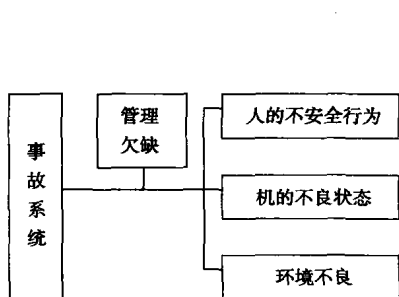 事故系统
管理
欠缺
人的不安全行为
机的不良状态
环境不良